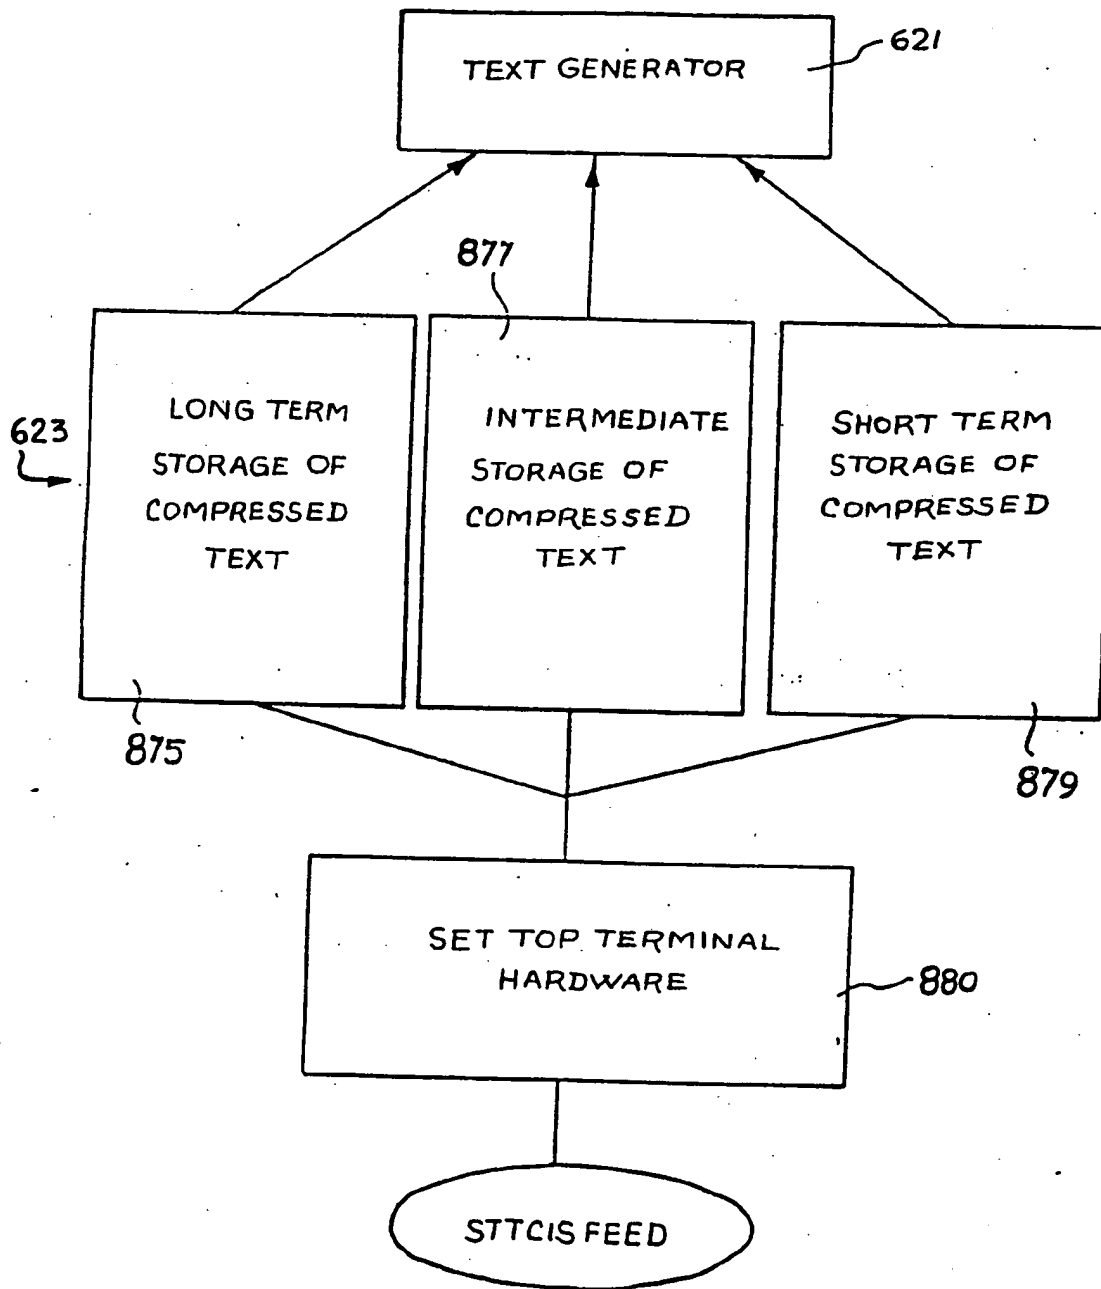 TEXT GENERATOR
621
877
623
LONG TERM
STORAGE OF
COMPRESSED
TEXT
INTERMEDIATE
STORAGE OF
COMPRESSED
TEXT
SHORT TERM
STORAGE OF
COMPRESSED
TEXT
875
879
SET TOP TERMINAL
HARDWARE
880
STTCIS FEED